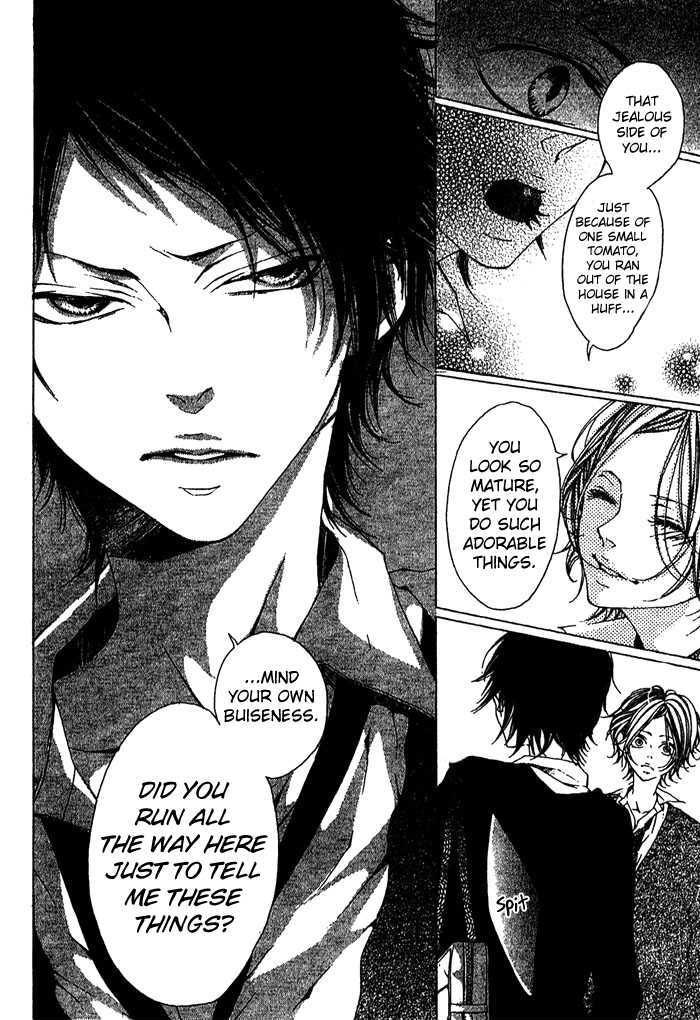 THAT
JEALOUS
SIDE OF
YOU...
JUST
BECAUSE OF
ONE SMALL
TOMATO,
YOU RAN
OUT OF THE
HOUSE IN A
HUFF...
YOU
LOOK SO
MATURE,
YET YOU
DO SUCH
ADORABLE
THINGS.
Spit
...MIND
YOUR OWN
BUISENESS.
DID YOU
RUN ALL
THE WAY HERE
JUST TO TELL
ME THESE
THINGS?